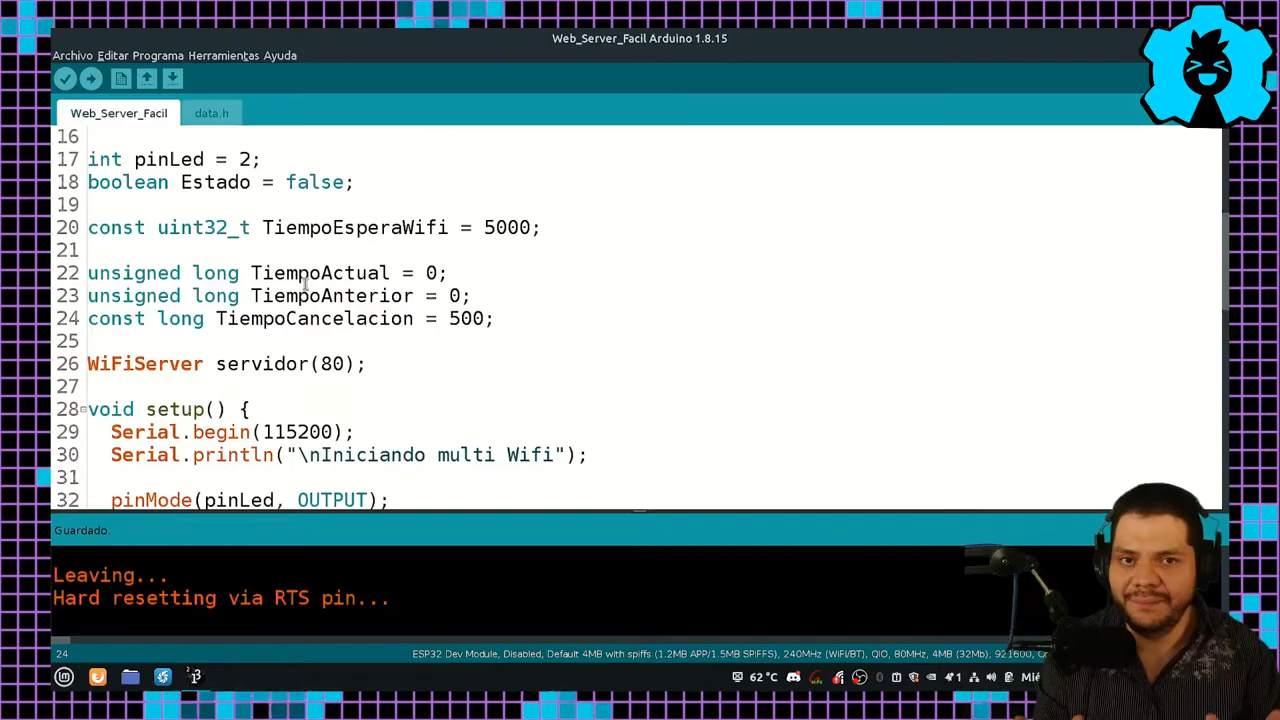 Web_Server_Facil Arduino 1.8.15
Archivo Editar Programa Herramientas Ayuda
Web_Server_Facil data.h
16
17 int pinLed = 2;
18 boolean Estado = false;
19
20 const uint32_t TiempoEsperaWifi = 5000;
21
22 unsigned long TiempoActual = 0;
23 unsigned long TiempoAnterior = 0;
24 const long TiempoCancelacion = 500;
25
26 WiFiServer servidor(80);
27
28 void setup() {
29 Serial.begin(115200);
30 Serial.println("\nIniciando multi Wifi");
31
32 pinMode(pinLed, OUTPUT);
Guardado.
Leaving...
Hard resetting via RTS pin...
24 ESP32 Dev Module, Disabled, Default 4MB with spiffs (1.2MB APP/1.5MB SPIFFS), 240MHz (WiFi/BT), QIO, 80MHz, 4MB (32Mb), 921600,
62 °C 1 Mié